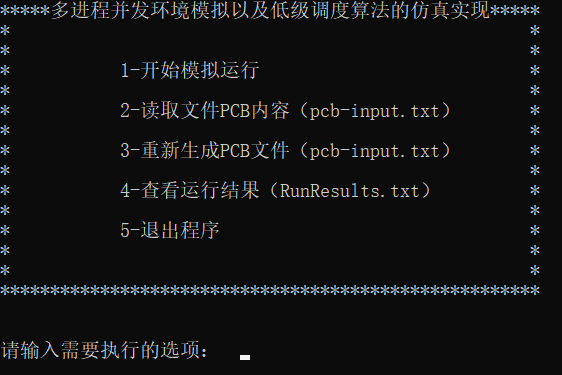 *****多进程并发环境模拟以及低级调度算法的仿真实现*****
* *
* *
* 1-开始模拟运行 *
* *
* 2-读取文件PCB内容（pcb-input.txt） *
* *
* 3-重新生成PCB文件（pcb-input.txt） *
* *
* 4-查看运行结果（RunResults.txt） *
* *
* 5-退出程序 *
* *
* *
******************************************************
请输入需要执行的选项：